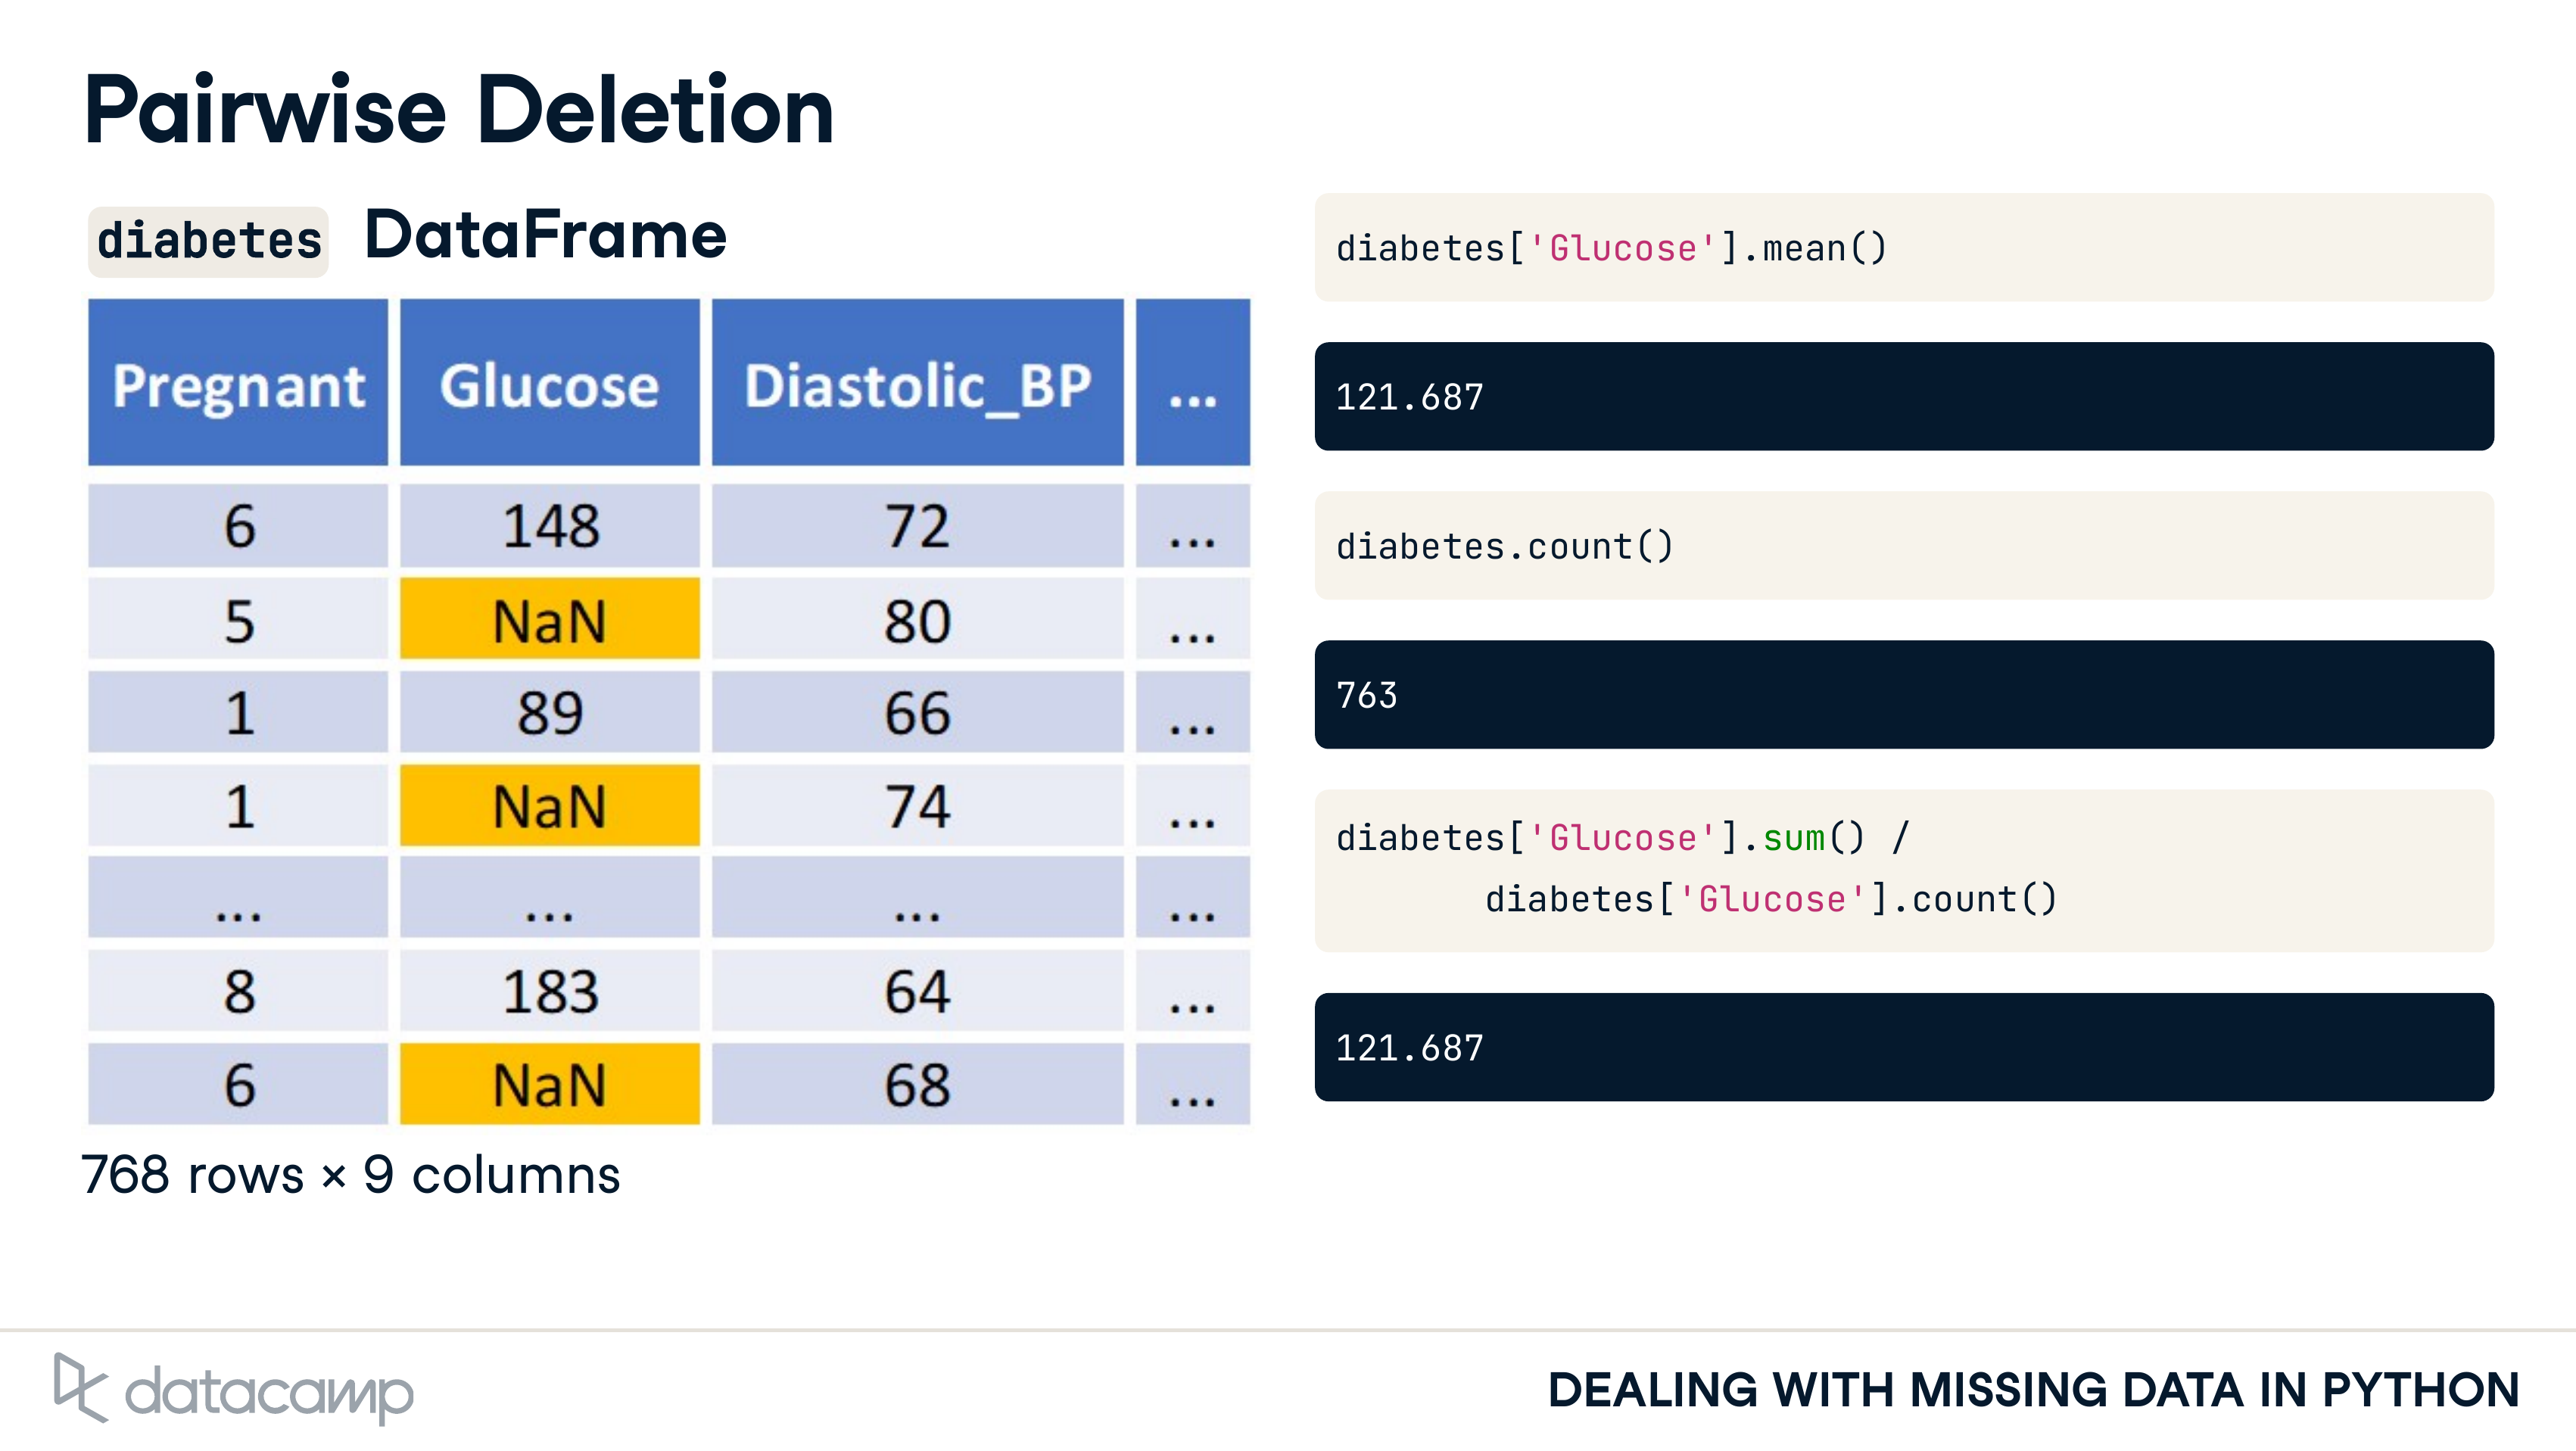 Pairwise Deletion
diabetes DataFrame
Pregnant Glucose Diastolic_BP ...
6 148 72 ...
5 NaN 80 ...
1 89 66 ...
1 NaN 74 ...
... ... ... ...
8 183 64 ...
6 NaN 68 ...
768 rows × 9 columns
diabetes['Glucose'].mean()
121.687
diabetes.count()
763
diabetes['Glucose'].sum() /
diabetes['Glucose'].count()
121.687
datacamp
DEALING WITH MISSING DATA IN PYTHON